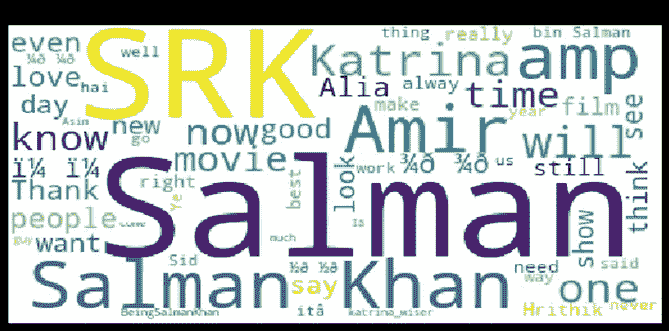 even
¾ð ¾ð
well
SRK
thing
really
bin Salman
love
hai
Katrina
amp
day
Alia
alway
time
Asin
new
make
year
film
see
know
go
now
good
Amir
will
ï¼ ï¼
movie
look
work
¾ð ¾ð
us
still
Thank
right
Ye
best
think
people
Salman
show
want
much
guy
Sid
½ð ½ð
need
said
Salman Khan
say
way
one
BeingSalmanKhan
itâ
katrina_wiser
Hrithik
never